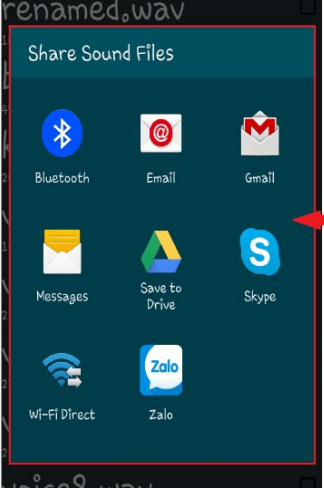 renamed.wav
Share Sound Files
Bluetooth
Email
Gmail
Messages
Save to
Drive
Skype
Zalo
Wi-Fi Direct
Zalo
voice8.wav